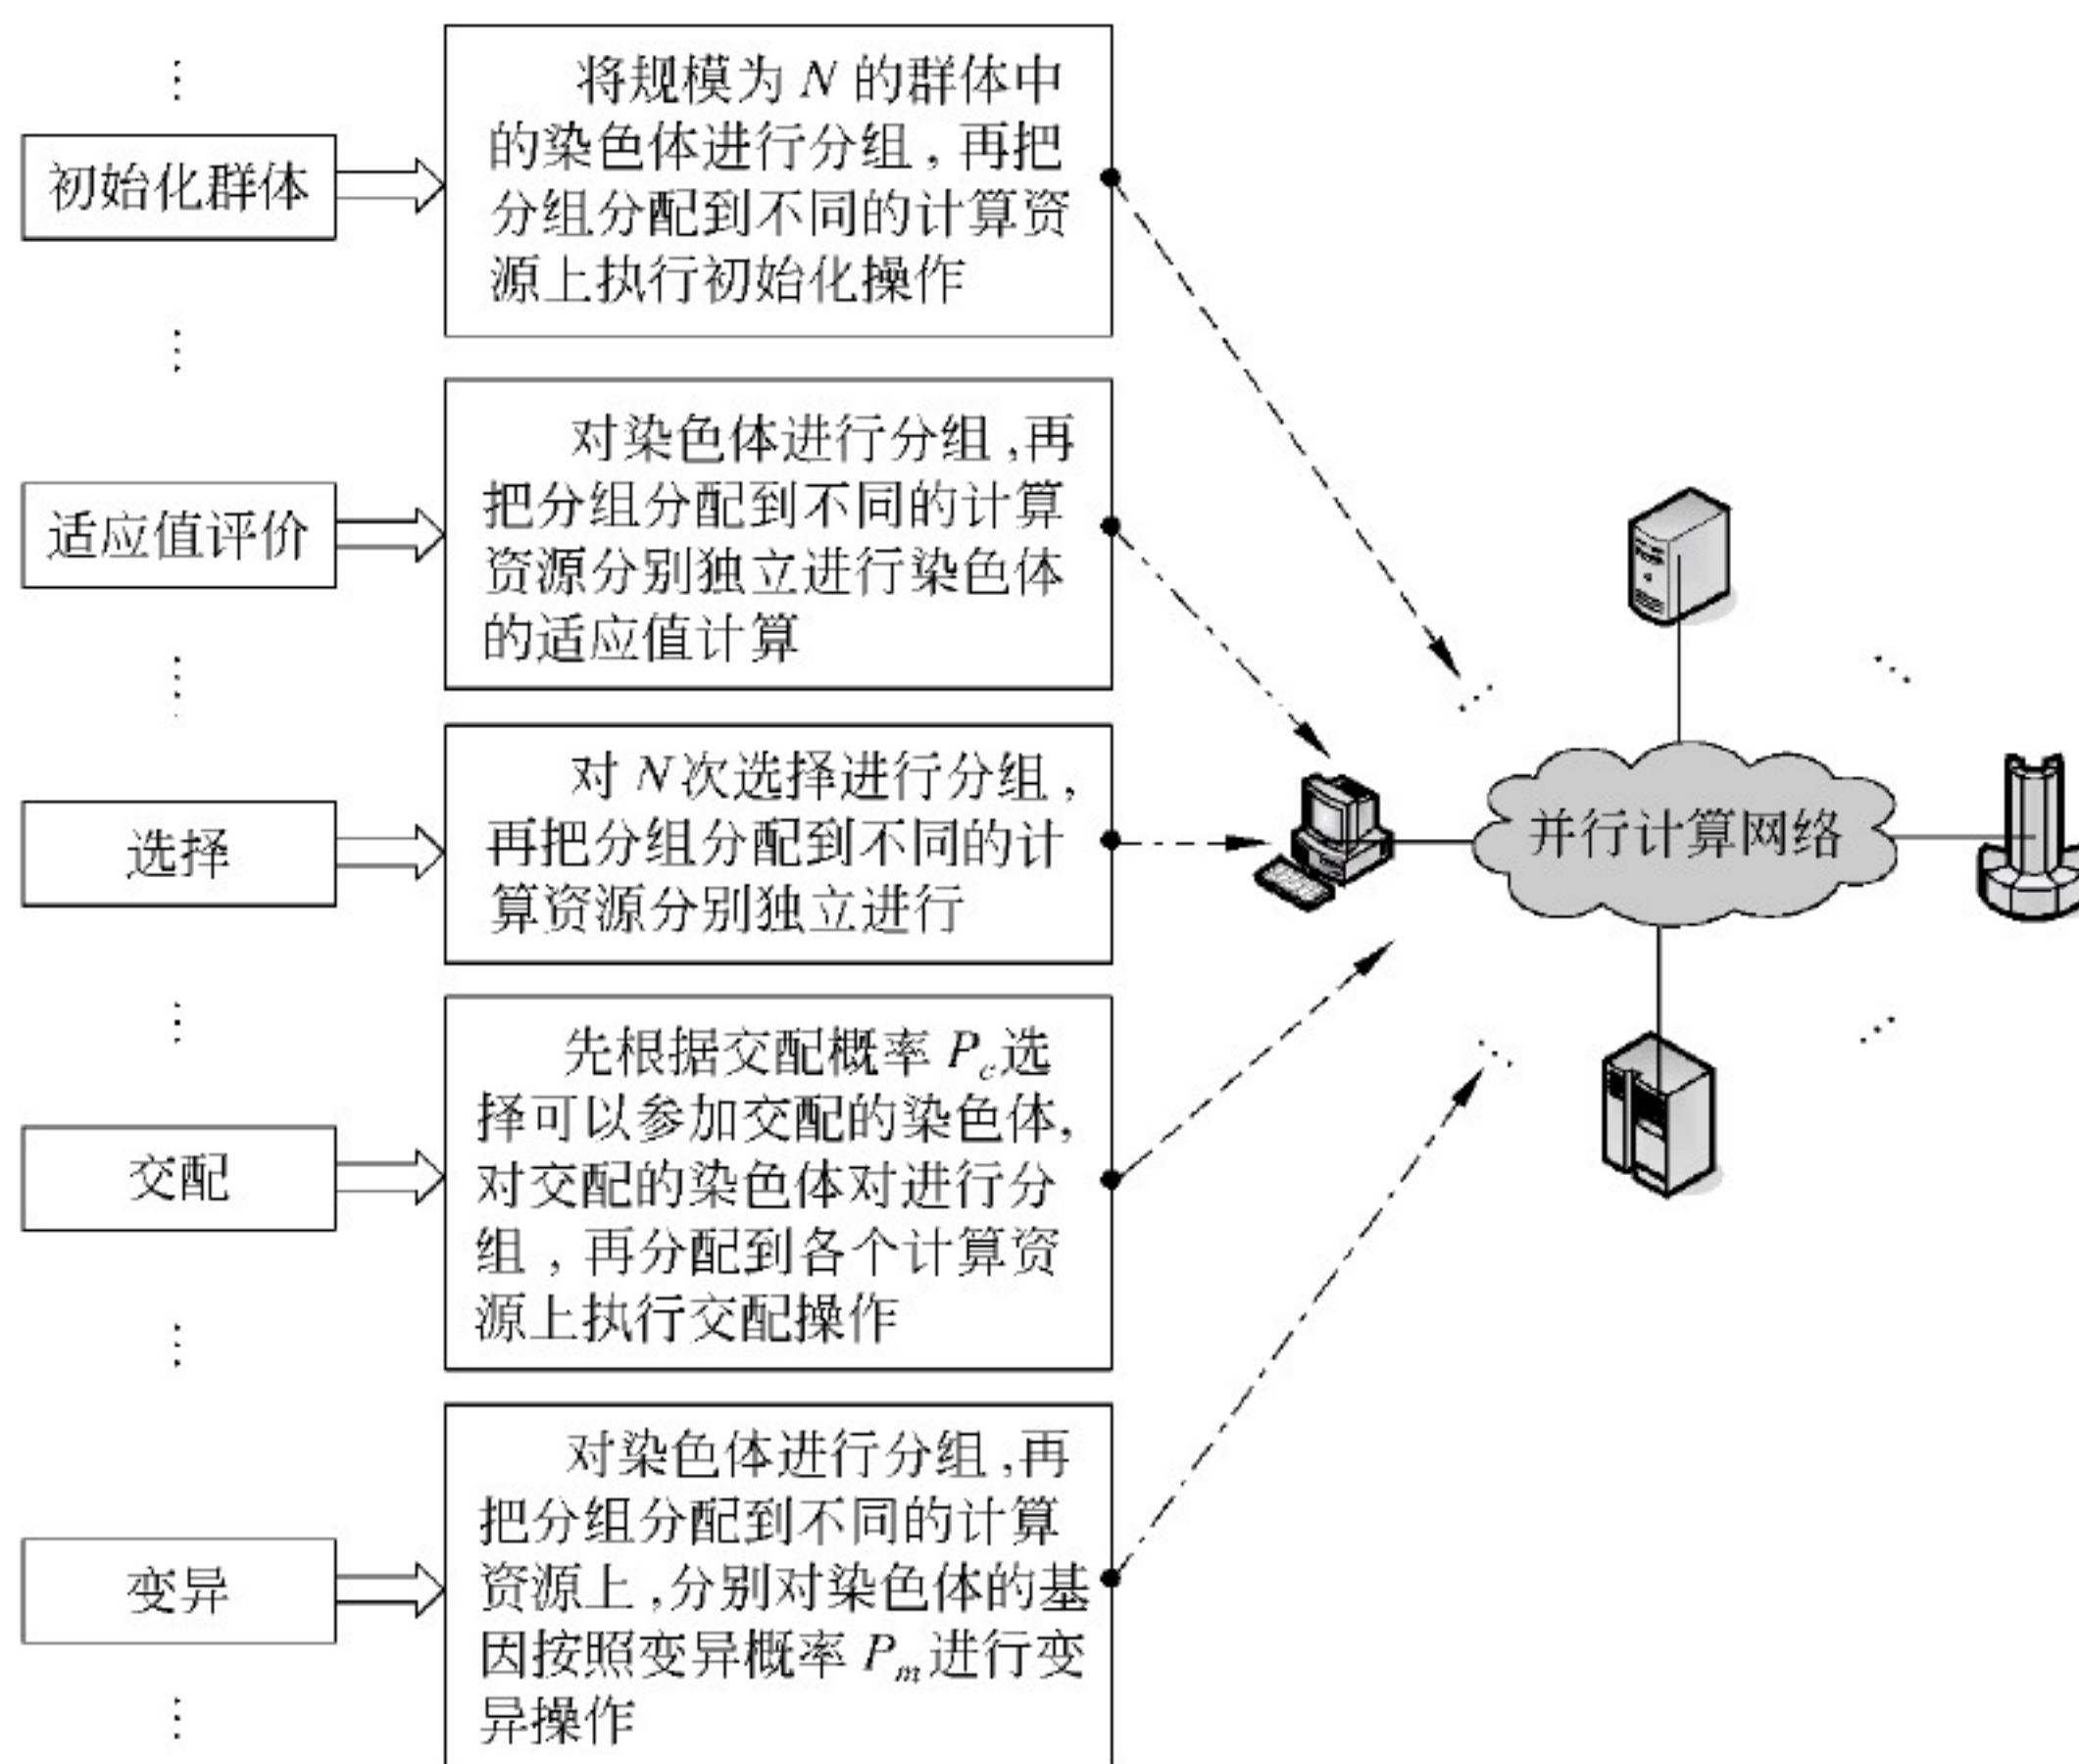 初始化群体
将规模为 N 的群体中
的染色体进行分组，再把
分组分配到不同的计算资
源上执行初始化操作
适应值评价
对染色体进行分组，再
把分组分配到不同的计算
资源分别独立进行染色体
的适应值计算
选择
对 N 次选择进行分组，
再把分组分配到不同的计
算资源分别独立进行
交配
先根据交配概率 Pc 选
择可以参加交配的染色体，
对交配的染色体对进行分
组，再分配到各个计算资
源上执行交配操作
变异
对染色体进行分组，再
把分组分配到不同的计算
资源上，分别对染色体的基
因按照变异概率 Pm 进行变
异操作
并行计算网络